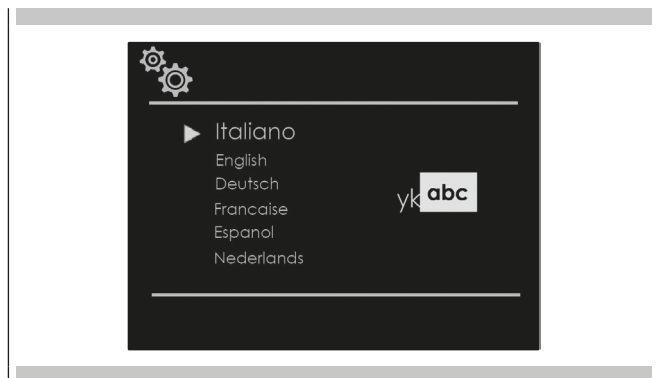 Italiano
English
Deutsch
Francaise
Espanol
Nederlands
yk abc